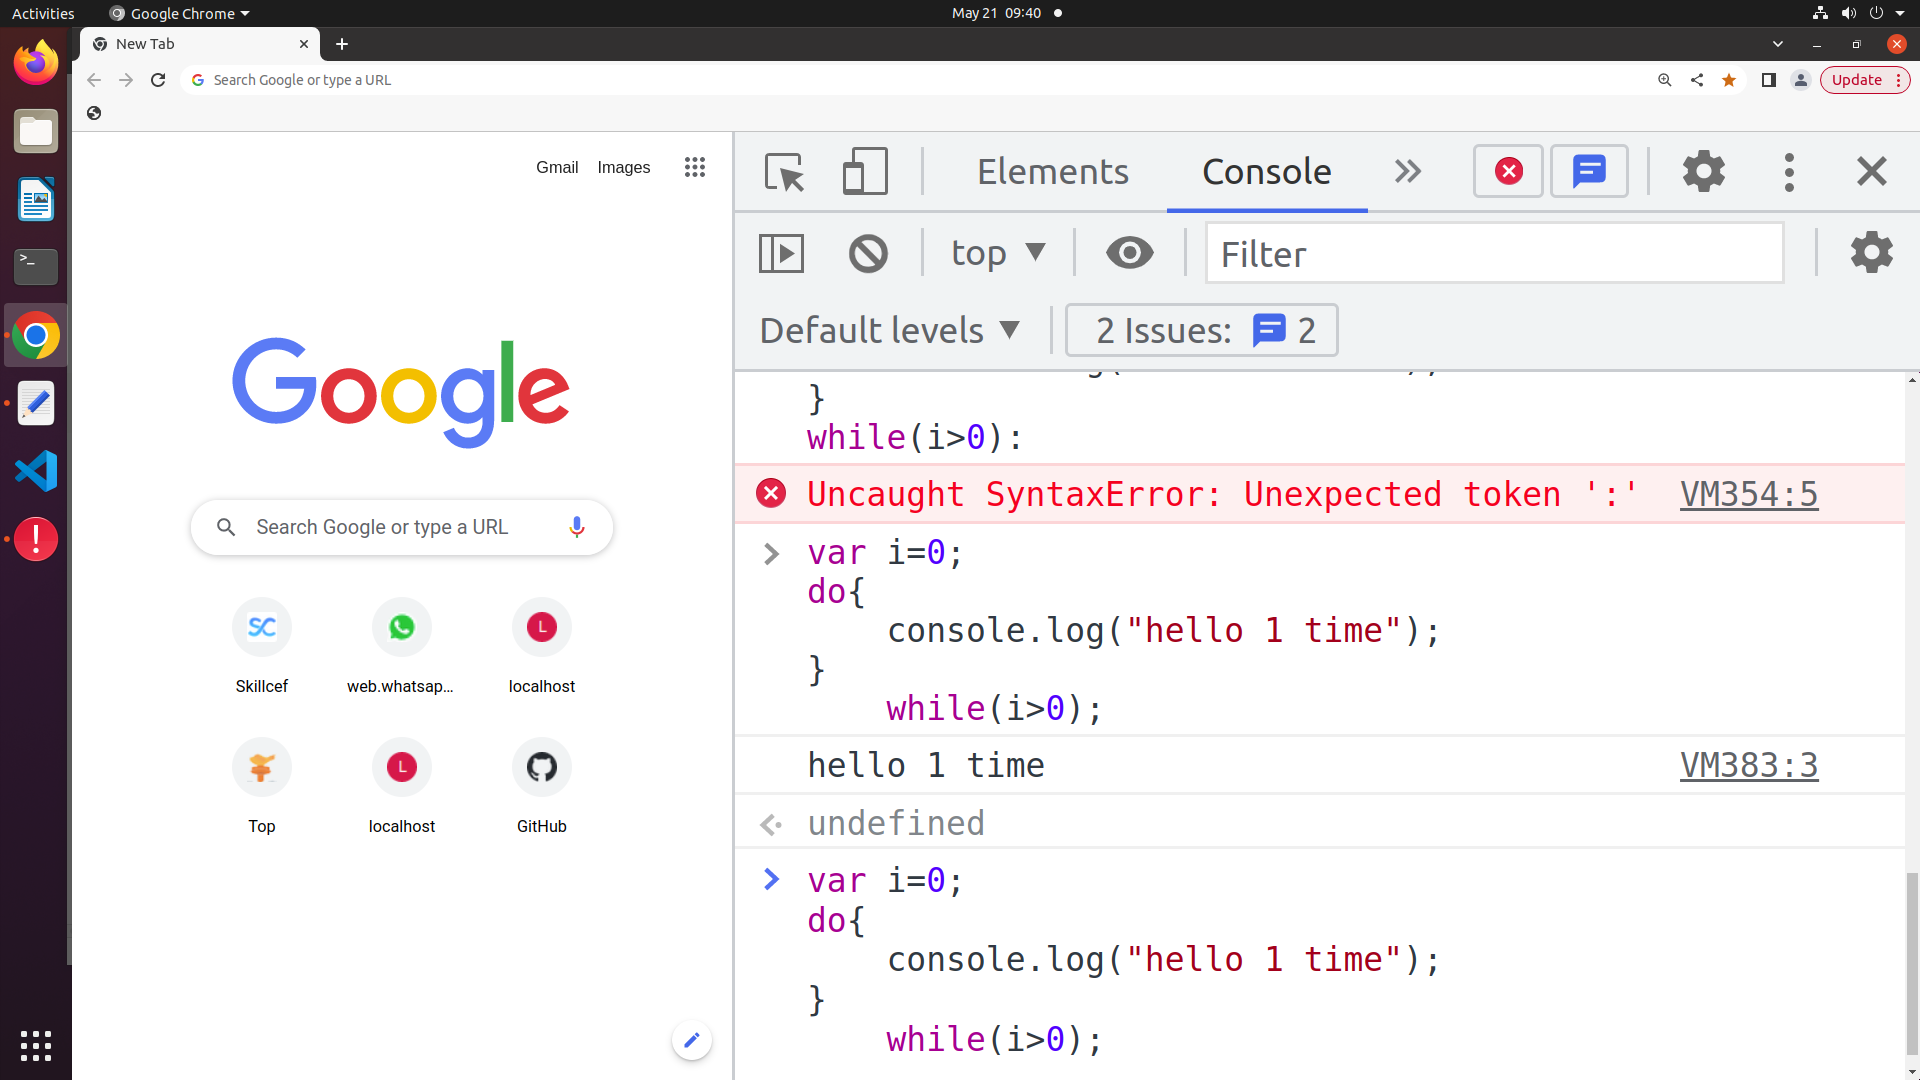 Activities
Google Chrome
May 21 09:40
New Tab
Search Google or type a URL
Update
Gmail
Images
Google
Search Google or type a URL
Skillcef
web.whatsap...
L
localhost
Top
L
localhost
GitHub
Elements
Console
top
Filter
Default levels
2 Issues:
2
}
while(i>0):
Uncaught SyntaxError: Unexpected token ':'
VM354:5
var i=0;
do{
console.log("hello 1 time");
}
while(i>0);
hello 1 time
VM383:3
undefined
var i=0;
do{
console.log("hello 1 time");
}
while(i>0);